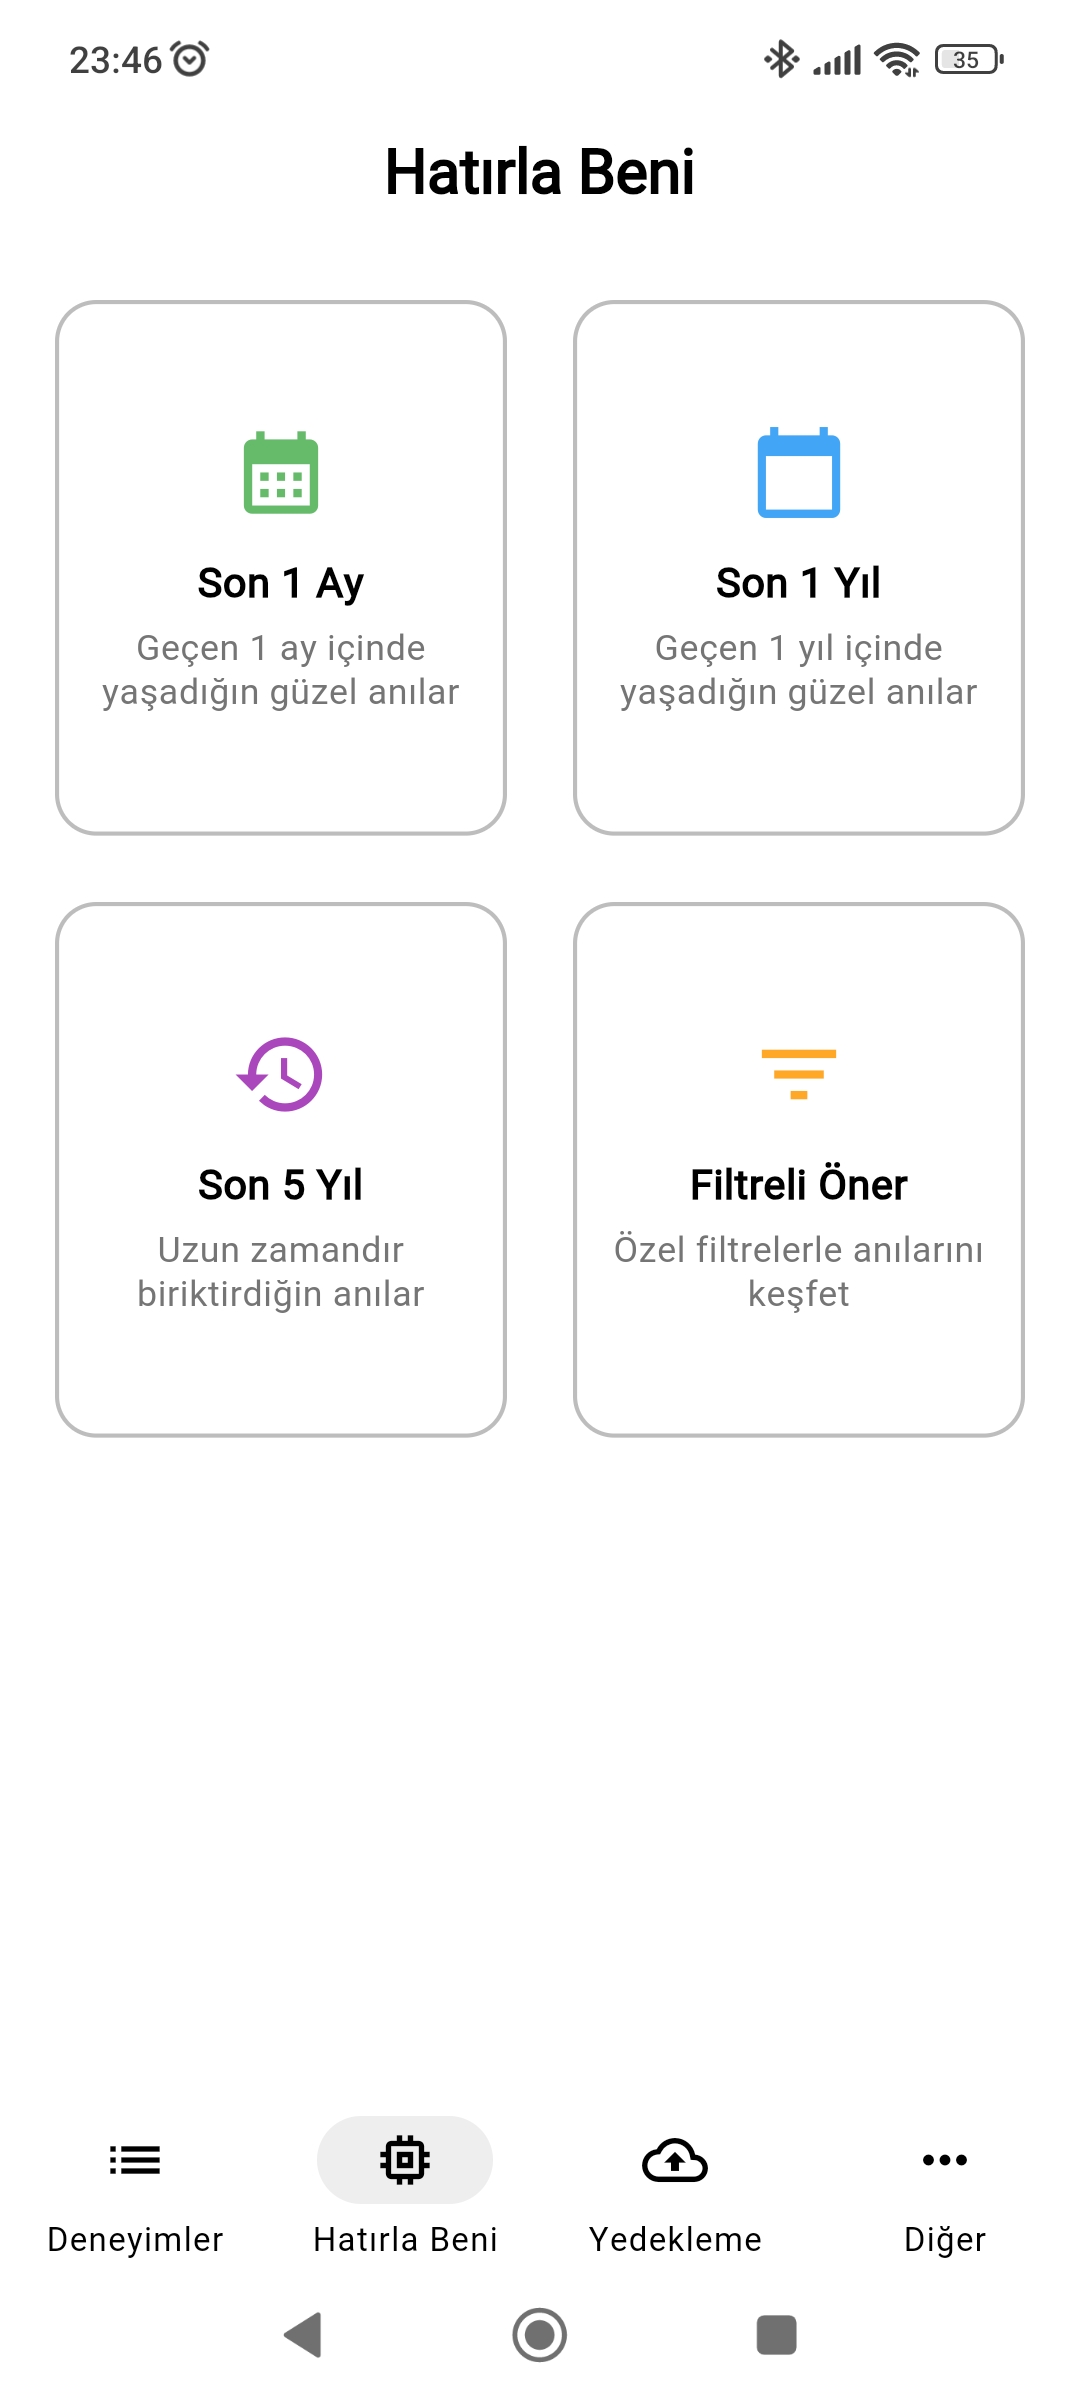 23:46
35
Hatırla Beni
Son 1 Ay
Geçen 1 ay içinde
yaşadığın güzel anılar
Son 1 Yıl
Geçen 1 yıl içinde
yaşadığın güzel anılar
Son 5 Yıl
Uzun zamandır
biriktirdiğin anılar
Filtreli Öner
Özel filtrelerle anılarını
keşfet
Deneyimler
Hatırla Beni
Yedekleme
Diğer